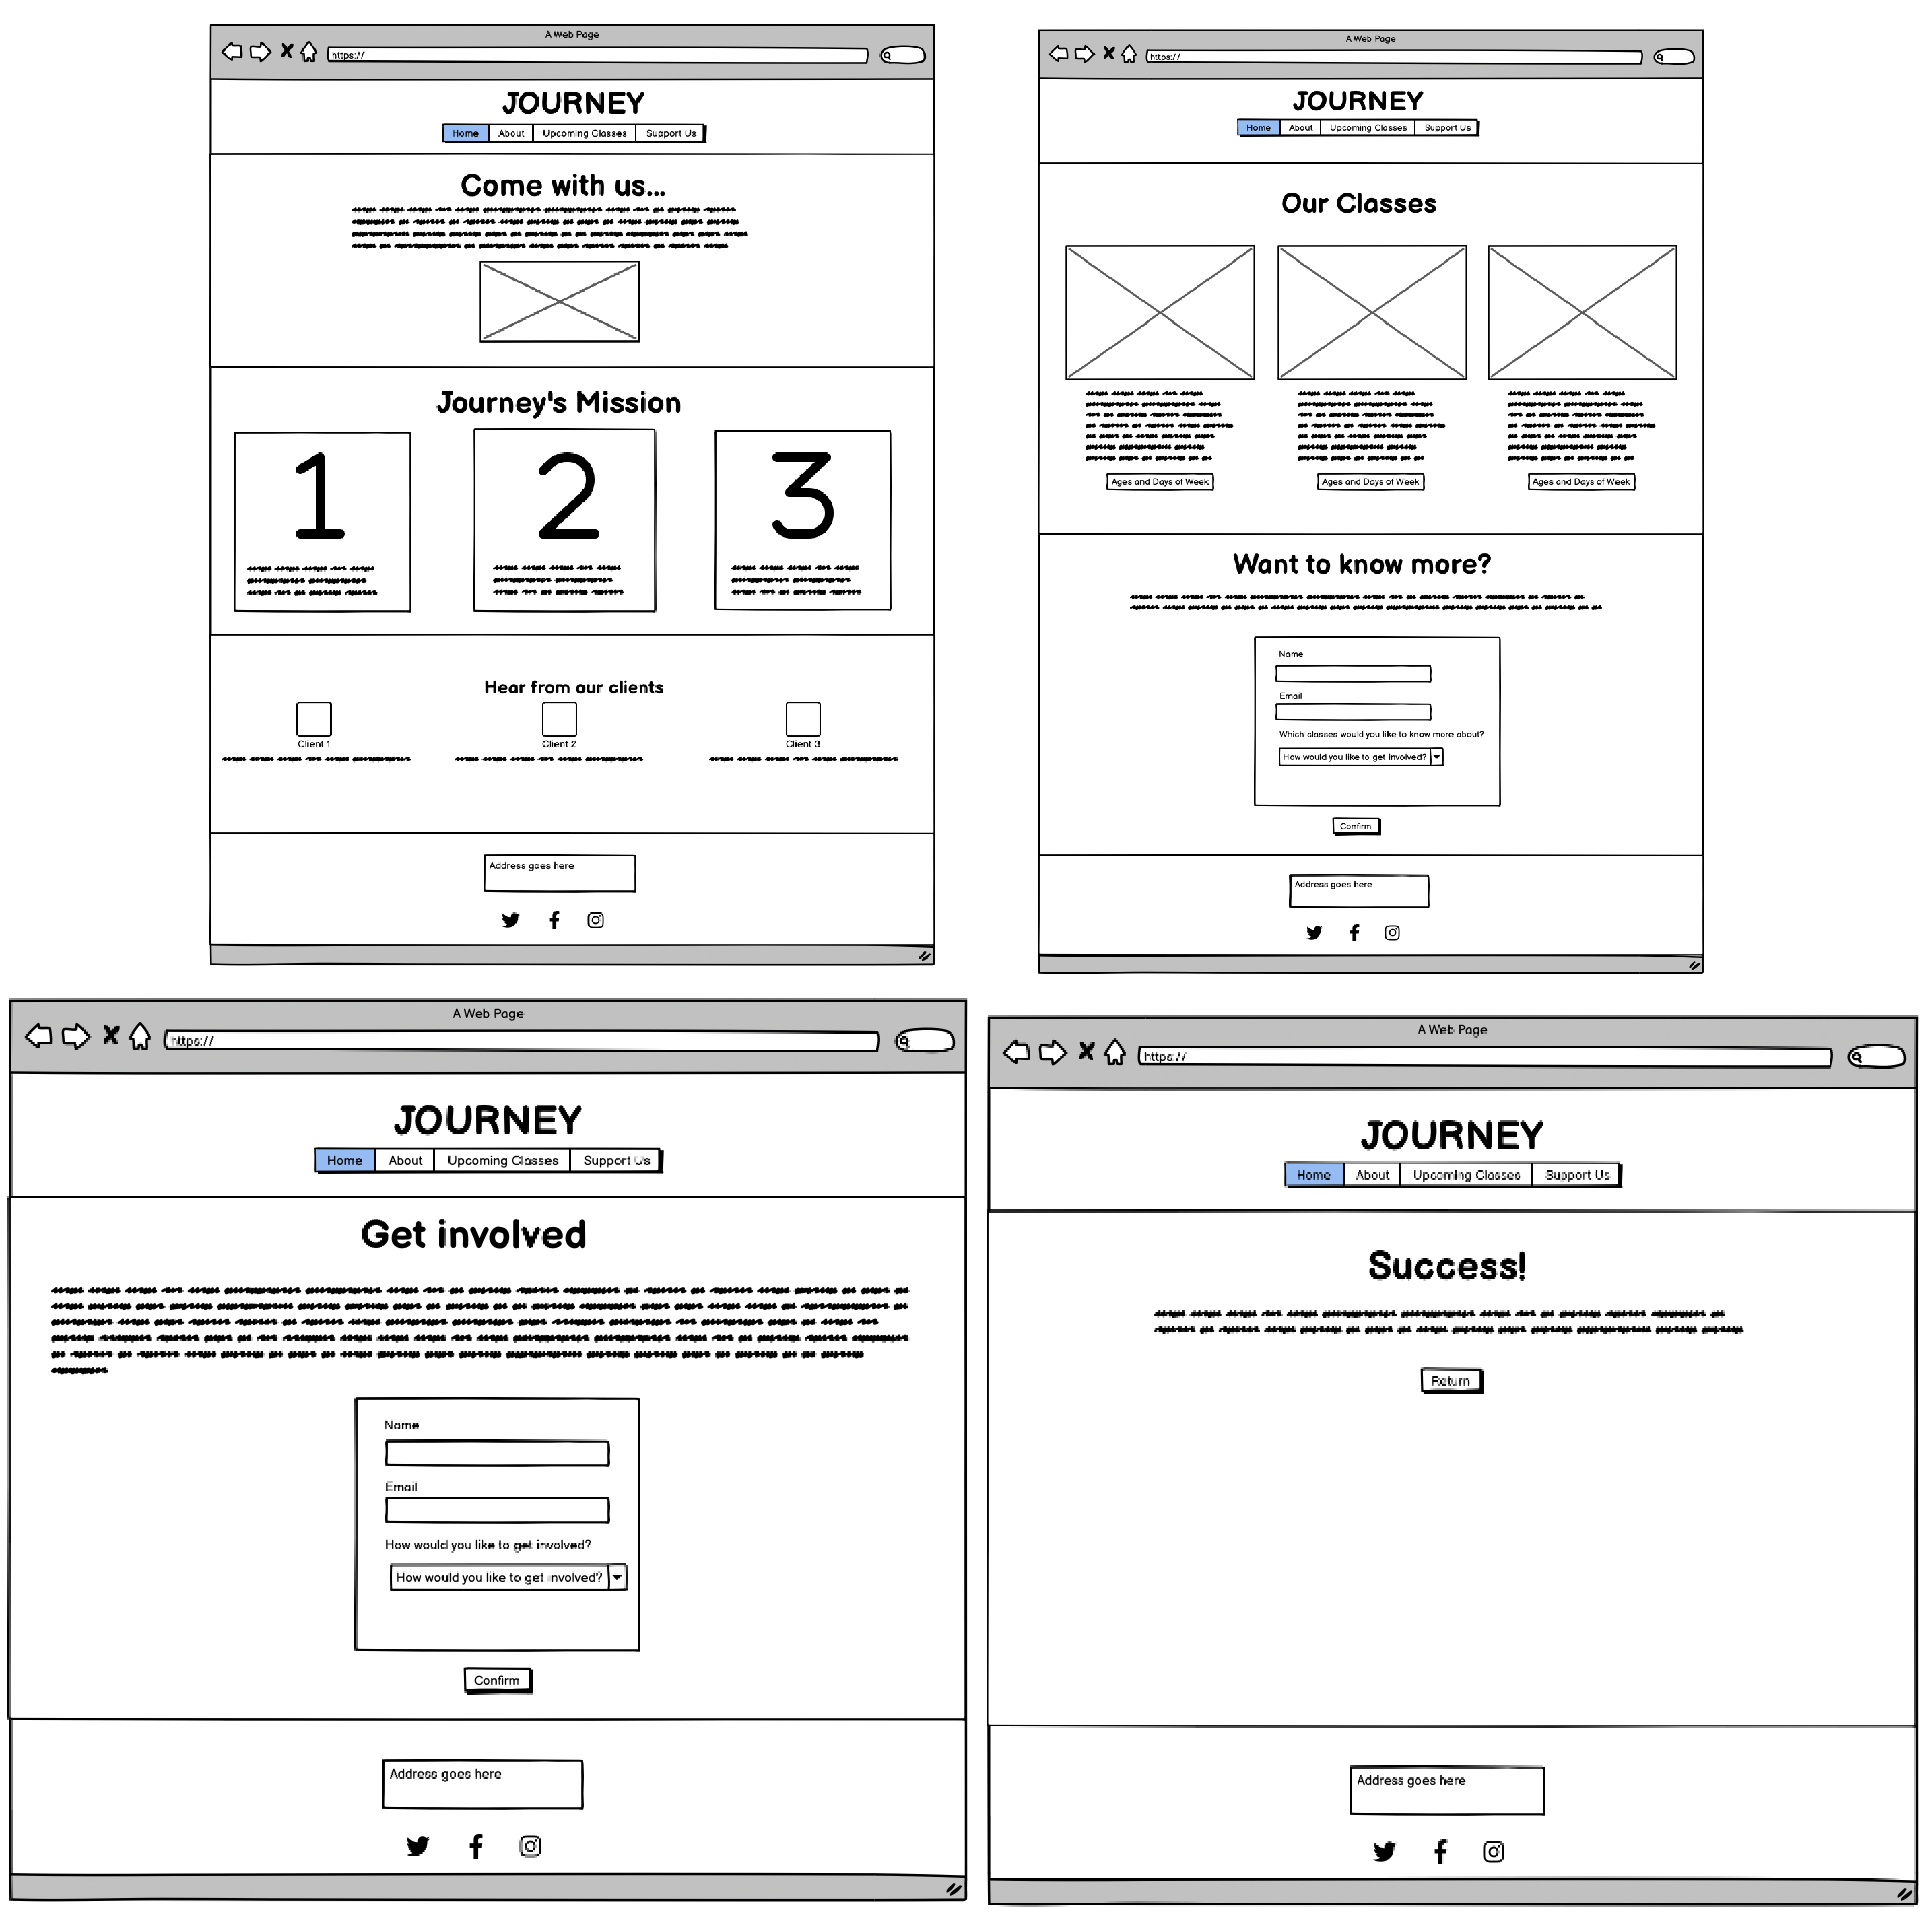 A Web Page
https://
JOURNEY
Home About Upcoming Classes Support Us
Come with us...
Journey's Mission
1 2 3
Hear from our clients
Client 1 Client 2 Client 3
Address goes here
A Web Page
https://
JOURNEY
Home About Upcoming Classes Support Us
Our Classes
Ages and Days of Week Ages and Days of Week Ages and Days of Week
Want to know more?
Name
Email
Which classes would you like to know more about?
How would you like to get involved?
Confirm
Address goes here
A Web Page
https://
JOURNEY
Home About Upcoming Classes Support Us
Get involved
Name
Email
How would you like to get involved?
How would you like to get involved?
Confirm
Address goes here
A Web Page
https://
JOURNEY
Home About Upcoming Classes Support Us
Success!
Return
Address goes here